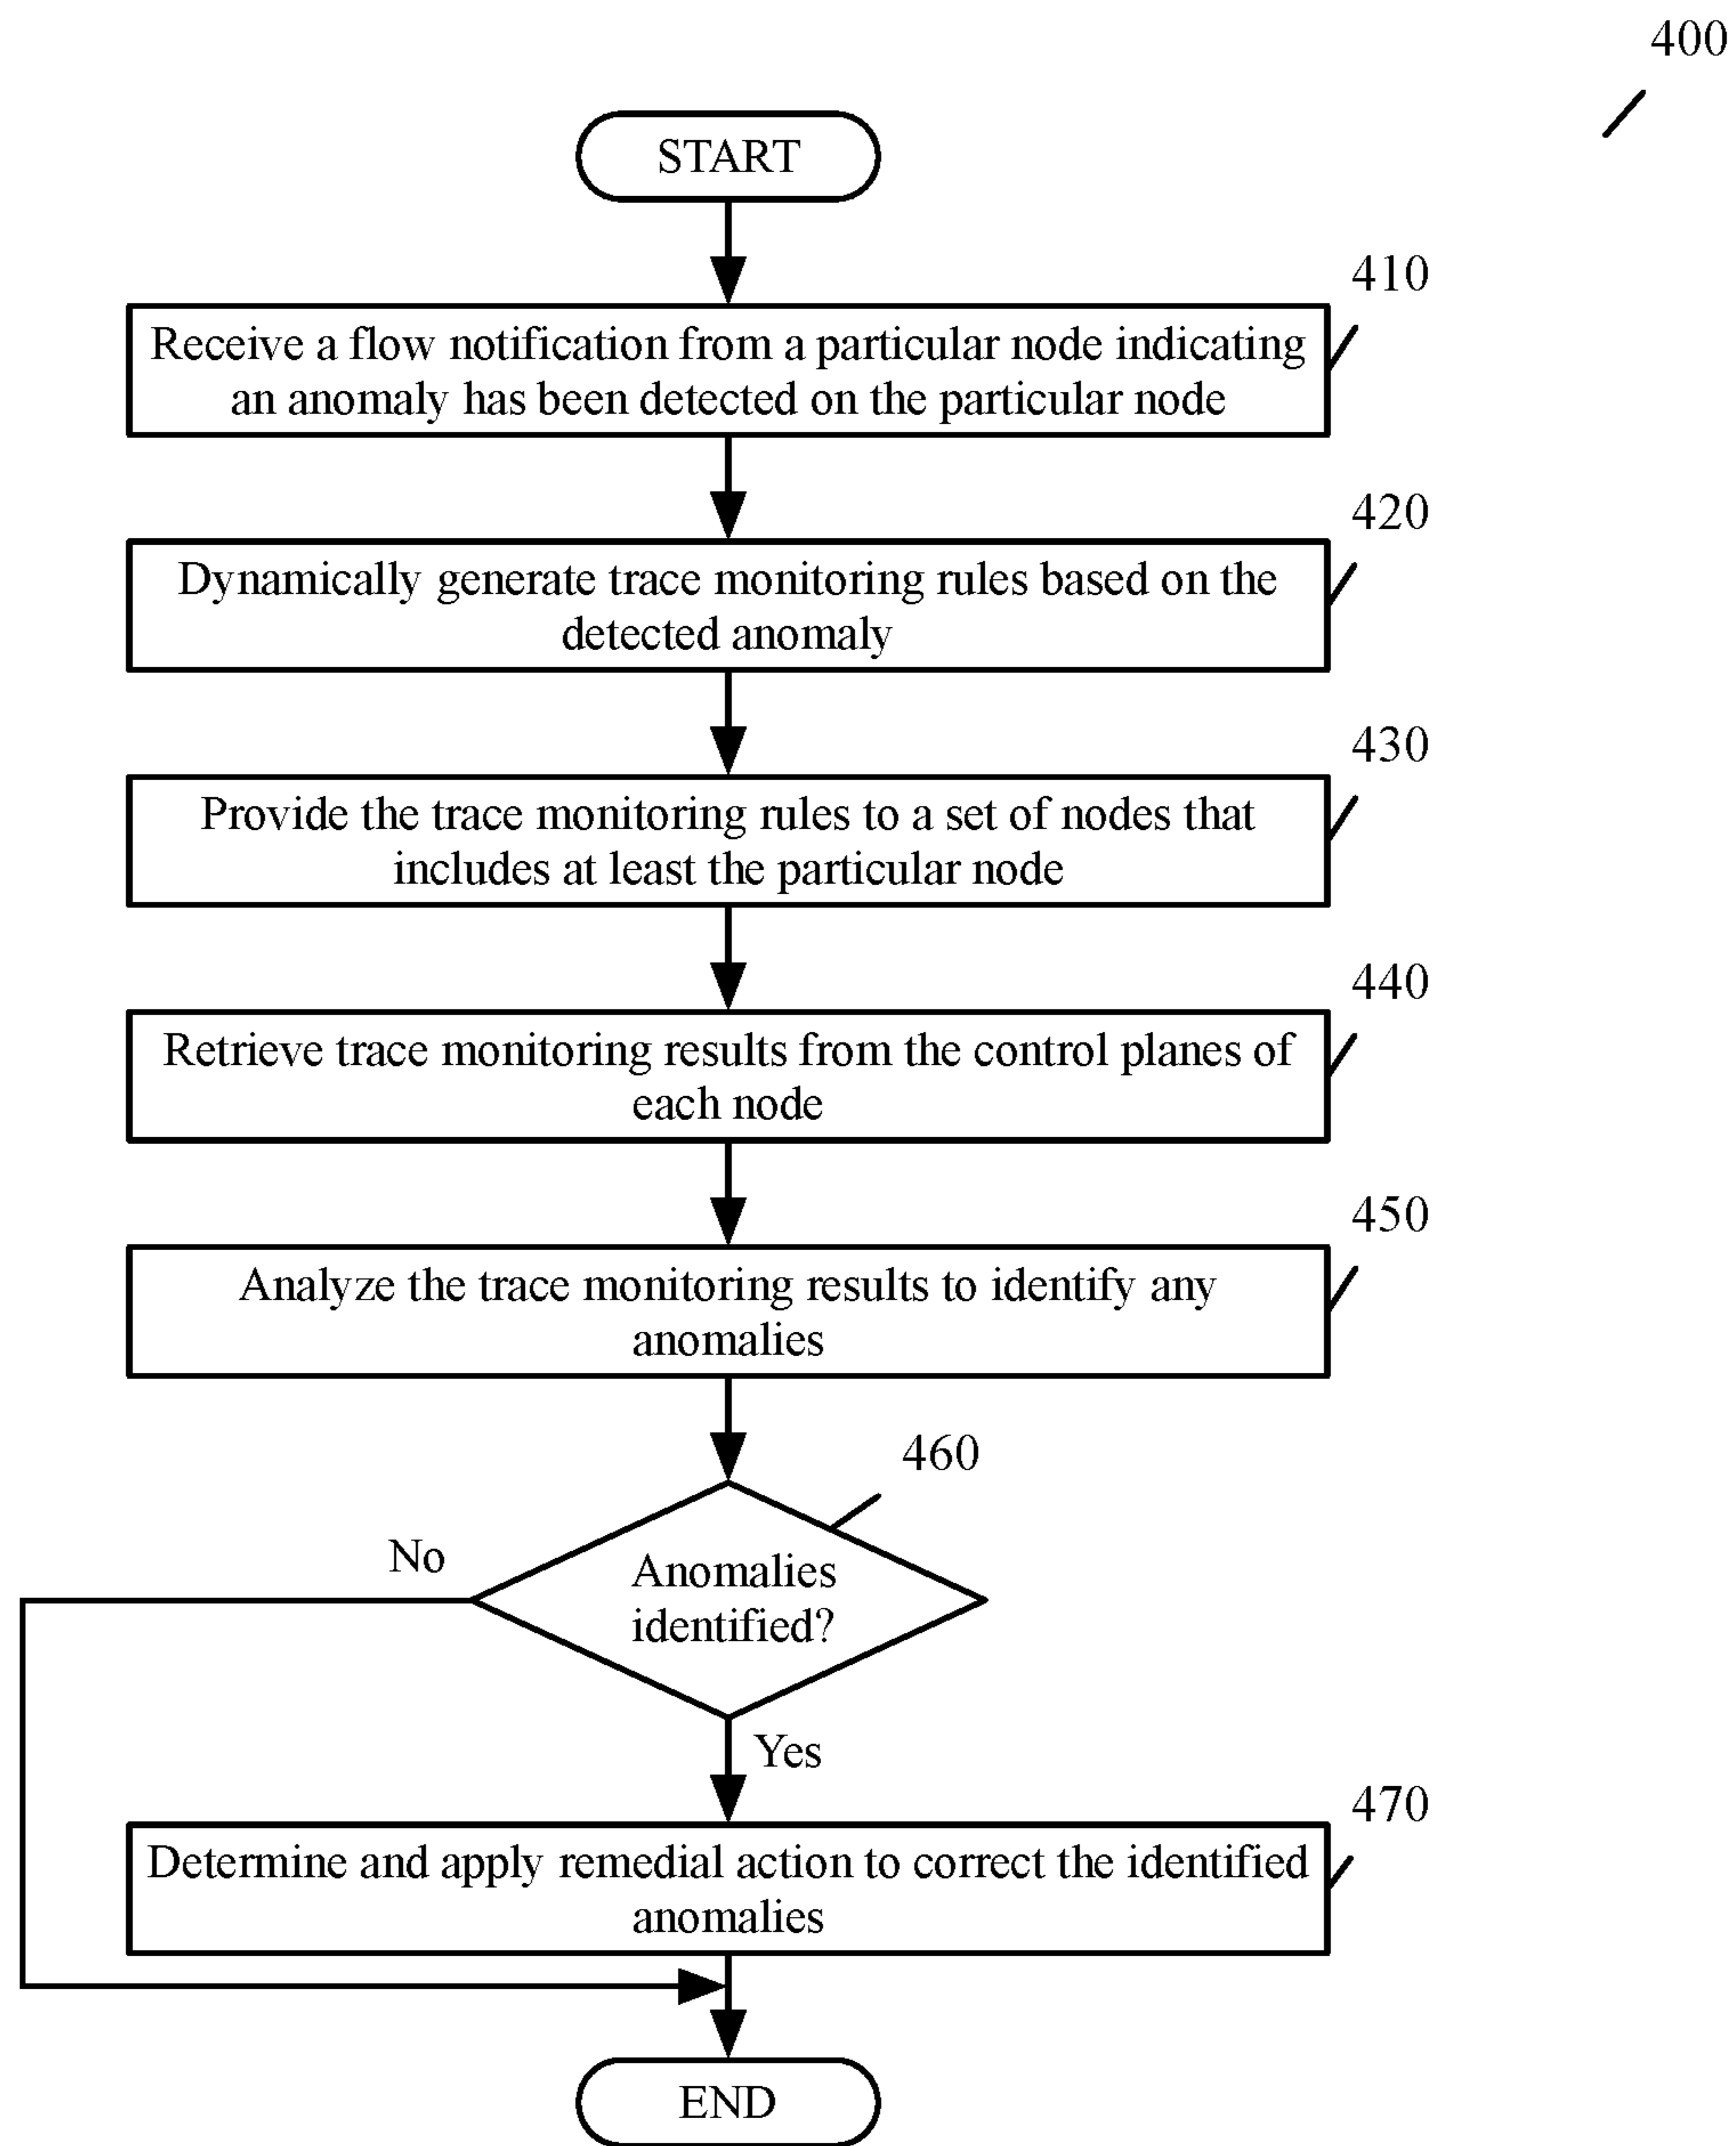 400
START
410
Receive a flow notification from a particular node indicating
an anomaly has been detected on the particular node
420
Dynamically generate trace monitoring rules based on the
detected anomaly
430
Provide the trace monitoring rules to a set of nodes that
includes at least the particular node
440
Retrieve trace monitoring results from the control planes of
each node
450
Analyze the trace monitoring results to identify any
anomalies
460
No
Anomalies
identified?
Yes
470
Determine and apply remedial action to correct the identified
anomalies
END